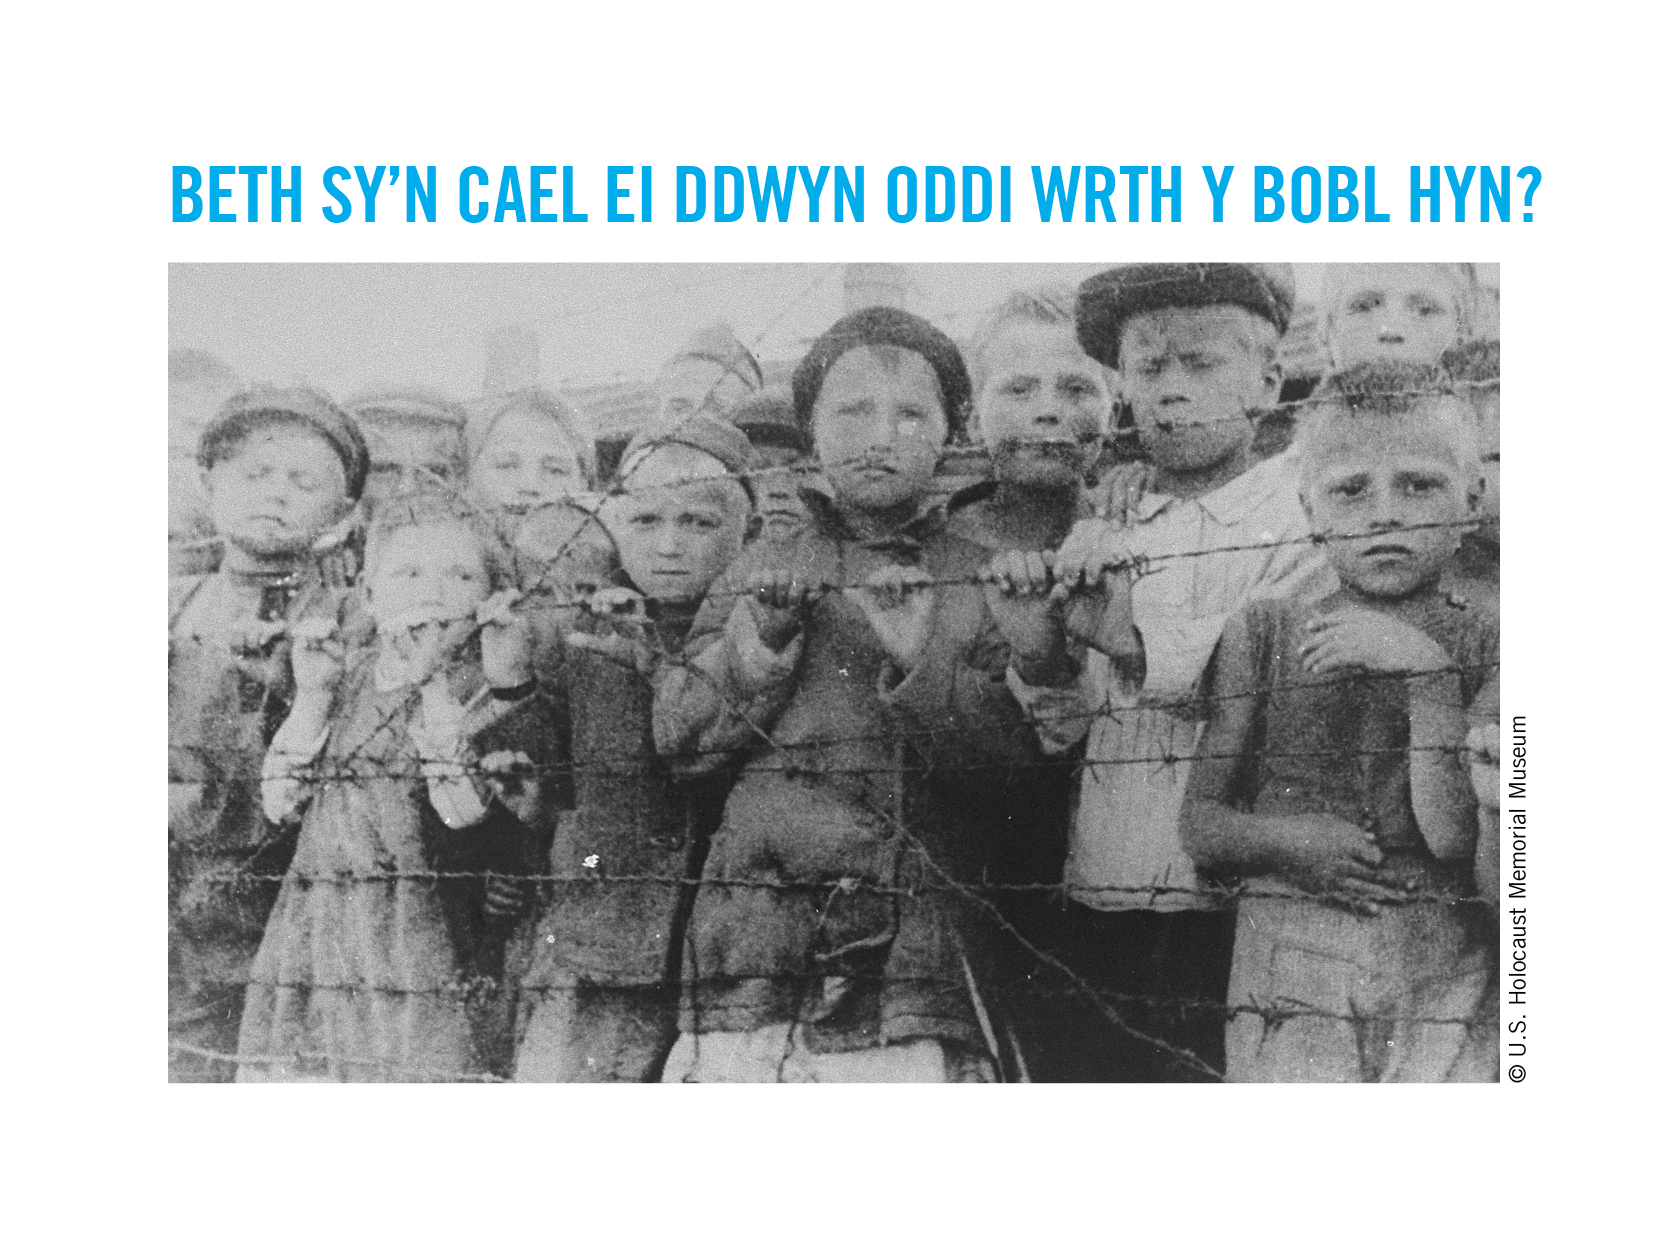 BETH SY’N CAEL EI DDWYN ODDI WRTH Y BOBL HYN?
© U.S. Holocaust Memorial Museum